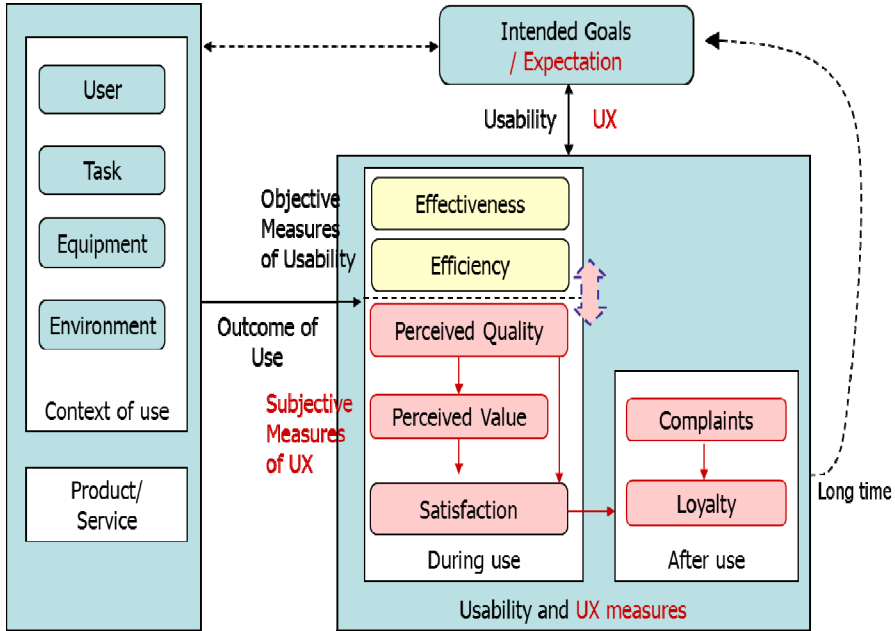 Intended Goals
/ Expectation
User
Task
Equipment
Environment
Context of use
Product/
Service
Usability
UX
Objective
Measures
of Usability
Outcome of
Use
Subjective
Measures
of UX
Effectiveness
Efficiency
Perceived Quality
Perceived Value
Satisfaction
During use
Complaints
Loyalty
After use
Long time
Usability and UX measures